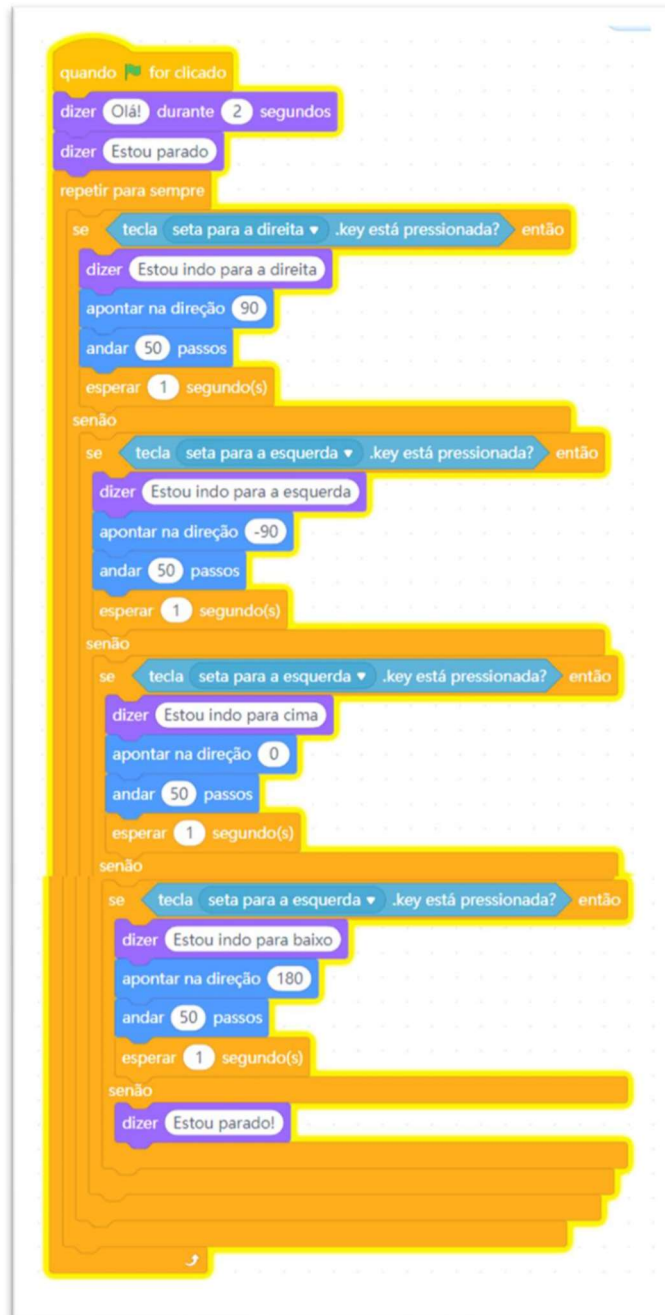 quando for clicado
dizer Olá! durante 2 segundos
dizer Estou parado
repetir para sempre
se tecla seta para a direita .key está pressionada? então
dizer Estou indo para a direita
apontar na direção 90
andar 50 passos
esperar 1 segundo(s)
senão
se tecla seta para a esquerda .key está pressionada? então
dizer Estou indo para a esquerda
apontar na direção -90
andar 50 passos
esperar 1 segundo(s)
senão
se tecla seta para a esquerda .key está pressionada? então
dizer Estou indo para cima
apontar na direção 0
andar 50 passos
esperar 1 segundo(s)
senão
se tecla seta para a esquerda .key está pressionada? então
dizer Estou indo para baixo
apontar na direção 180
andar 50 passos
esperar 1 segundo(s)
senão
dizer Estou parado!